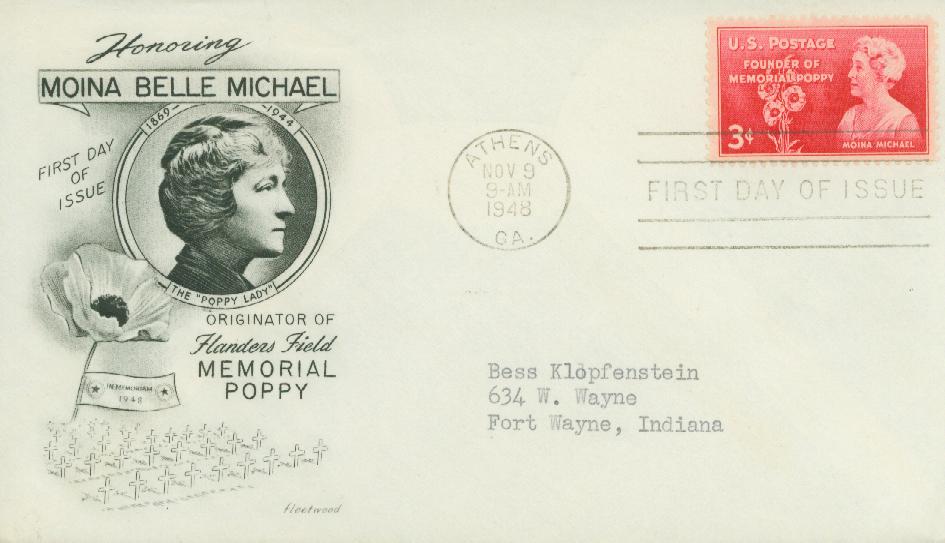 Honoring
MOINA BELLE MICHAEL
1869- -1944
FIRST DAY
OF
ISSUE
THE "POPPY LADY"
ORIGINATOR OF
Flanders Field
MEMORIAL
POPPY
IN MEMORIAM
1948
fleetwood
U.S. POSTAGE
FOUNDER OF
MEMORIAL POPPY
3¢
MOINA MICHAEL
ATHENS
NOV 9
9-AM
1948
GA.
FIRST DAY OF ISSUE
Bess Klopfenstein
634 W. Wayne
Fort Wayne, Indiana